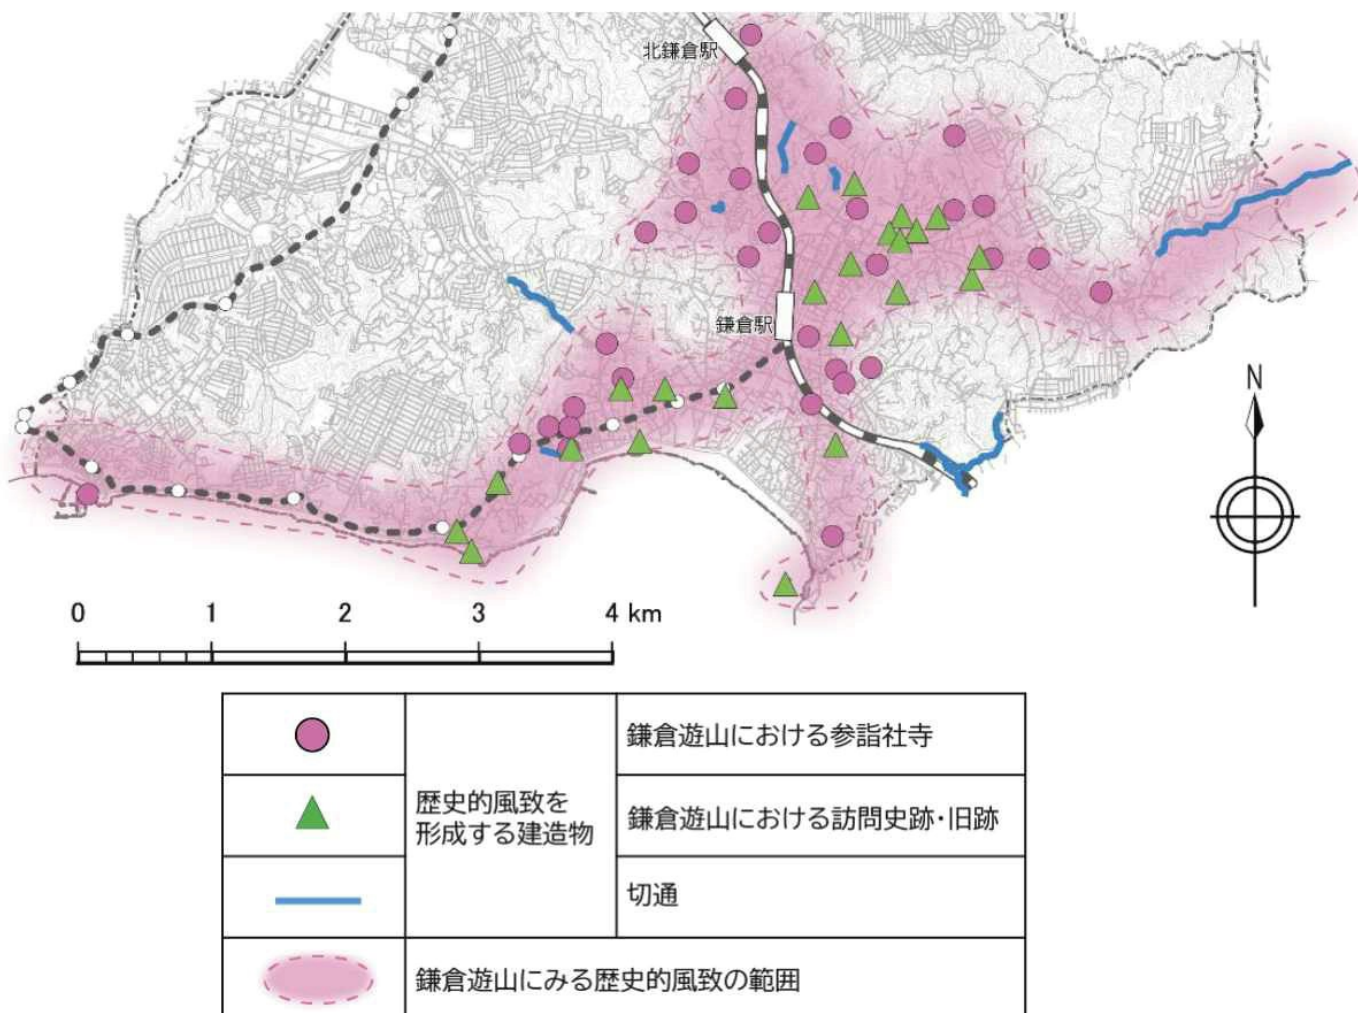 北鎌倉駅
鎌倉駅
N
0 1 2 3 4 km
鎌倉遊山における参詣社寺
歴史的風致を
形成する建造物
鎌倉遊山における訪問史跡・旧跡
切通
鎌倉遊山にみる歴史的風致の範囲